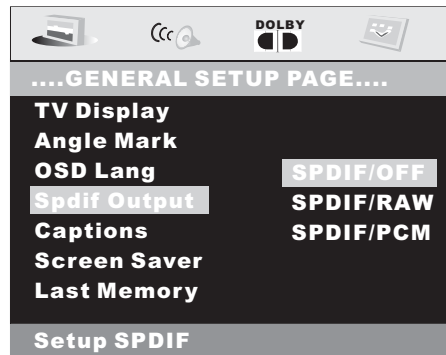 DOLBY
....GENERAL SETUP PAGE....
TV Display
Angle Mark
OSD Lang SPDIF/OFF
Spdif Output SPDIF/RAW
Captions SPDIF/PCM
Screen Saver
Last Memory
Setup SPDIF